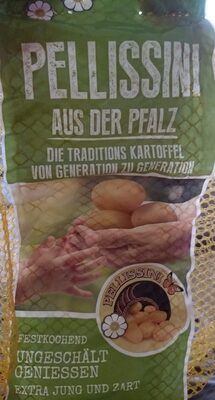 PELLISSINI
AUS DER PFALZ
DIE TRADITIONS KARTOFFEL
VON GENERATION ZU GENERATION
PELLISSINI
FESTKOCHEND
UNGESCHÄLT
GENIESSEN
EXTRA JUNG UND ZART